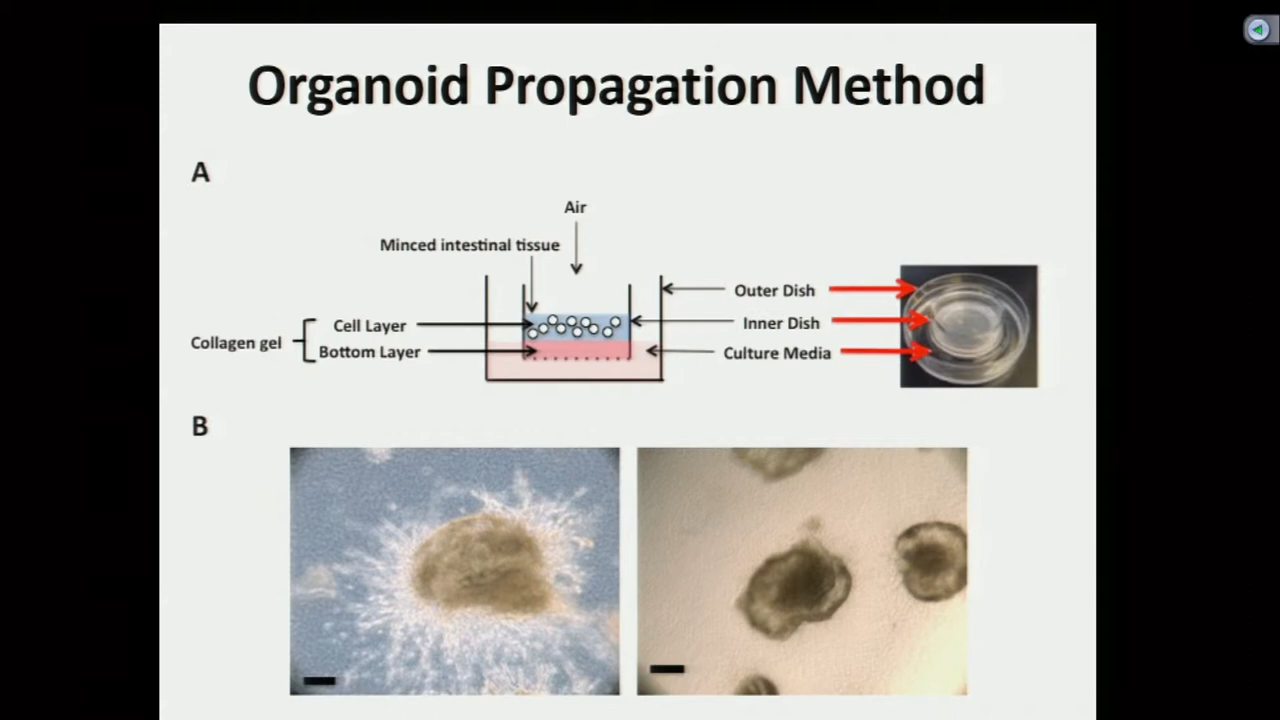 Organoid Propagation Method
A
Air
Minced intestinal tissue
Outer Dish
Cell Layer
Inner Dish
Collagen gel
Bottom Layer
Culture Media
B